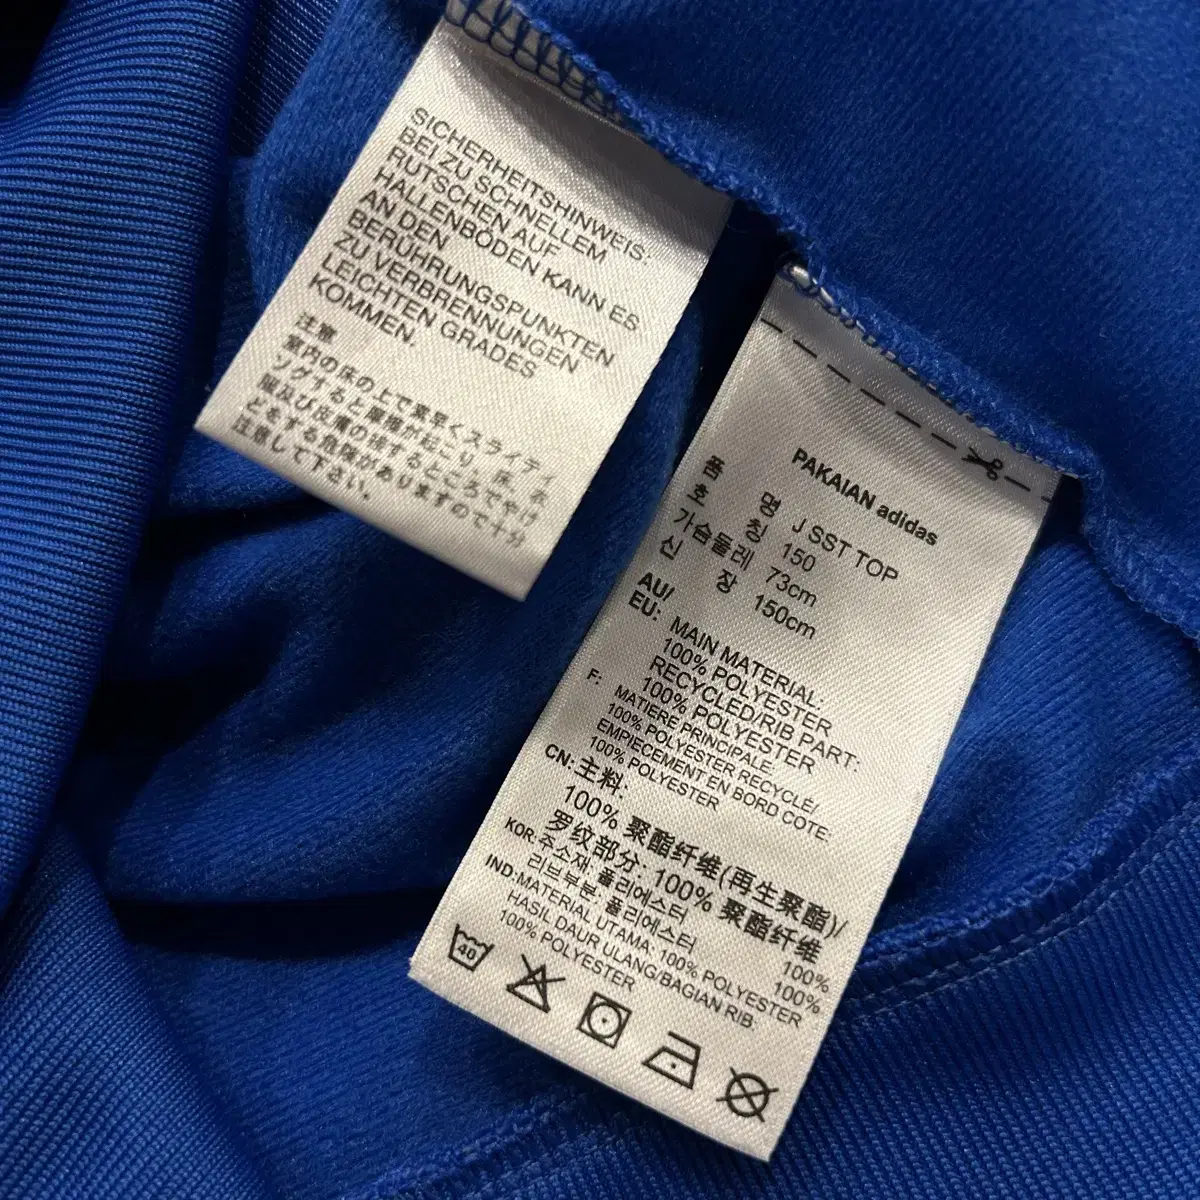 SICHERHEITSHINWEIS:
BEI ZU SCHNELLEM
RUTSCHEN AUF
HALLENBÖDEN KANN ES
AN DEN
BERÜHRUNGSPUNKTEN
ZU VERBRENNUNGEN
LEICHTEN GRADES
KOMMEN.
注意
室内の床の上で素早くスライディ
ングすると摩擦が起こり、床、衣
服及び皮膚の接するところでやけ
どをする危険がありますので十分
注意して下さい。
PAKAIAN adidas
품 명 J SST TOP
호 칭 150
가슴둘레 73cm
신 장 150cm
AU/
EU: MAIN MATERIAL:
100% POLYESTER
RECYCLED/RIB PART:
100% POLYESTER
F: MATIERE PRINCIPALE:
100% POLYESTER RECYCLÉ/
EMPIECEMENT EN BORD COTE:
100% POLYESTER
CN: 主料:
100% 聚酯纤维(再生聚酯)/
罗纹部分: 100% 聚酯纤维
KOR: 주소재: 폴리에스터 100%
리브부분: 폴리에스터 100%
IND: MATERIAL UTAMA: 100% POLYESTER
HASIL DAUR ULANG/BAGIAN RIB:
100% POLYESTER
40